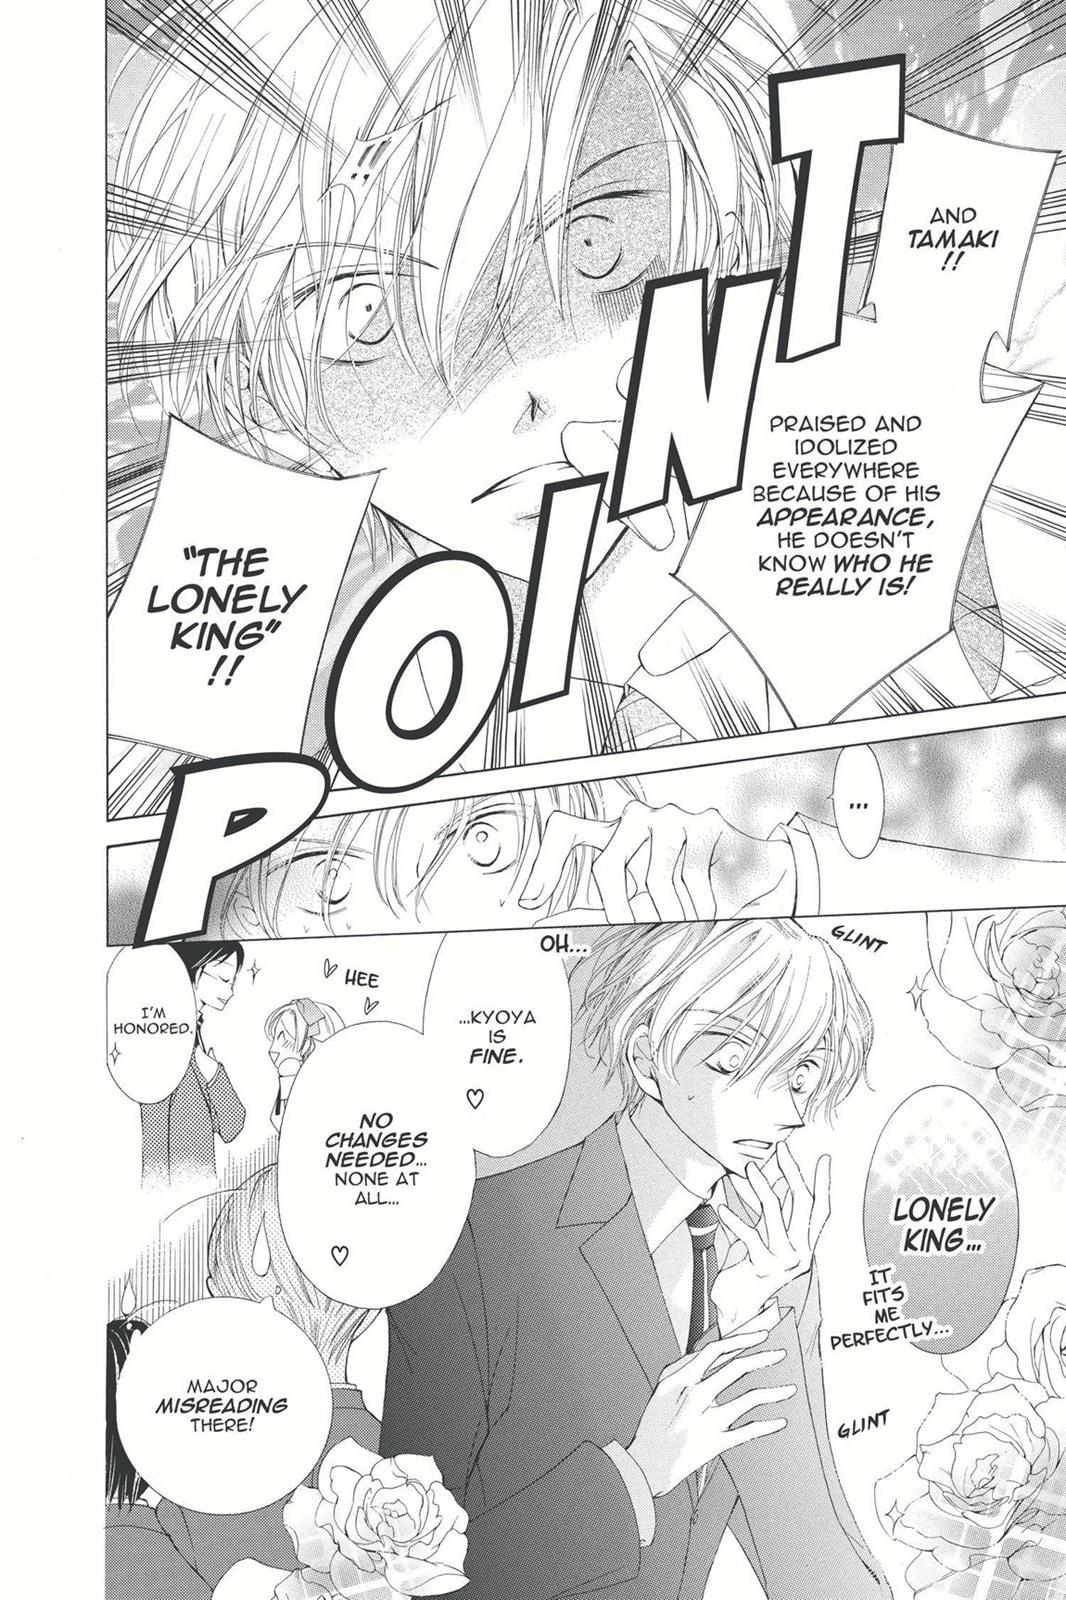 AND
TAMAKI
!!
PRAISED AND
IDOLIZED
EVERYWHERE
BECAUSE OF HIS
APPEARANCE,
HE DOESN'T
KNOW WHO HE
REALLY IS!
POINT
"THE
LONELY
KING"
!!
...
GLINT
LONELY
KING...
IT
FITS
ME
PERFECTLY...
GLINT
OH...
...KYOYA
IS
FINE.
NO
CHANGES
NEEDED...
NONE AT
ALL...
HEE
I'M
HONORED.
MAJOR
MISREADING
THERE!